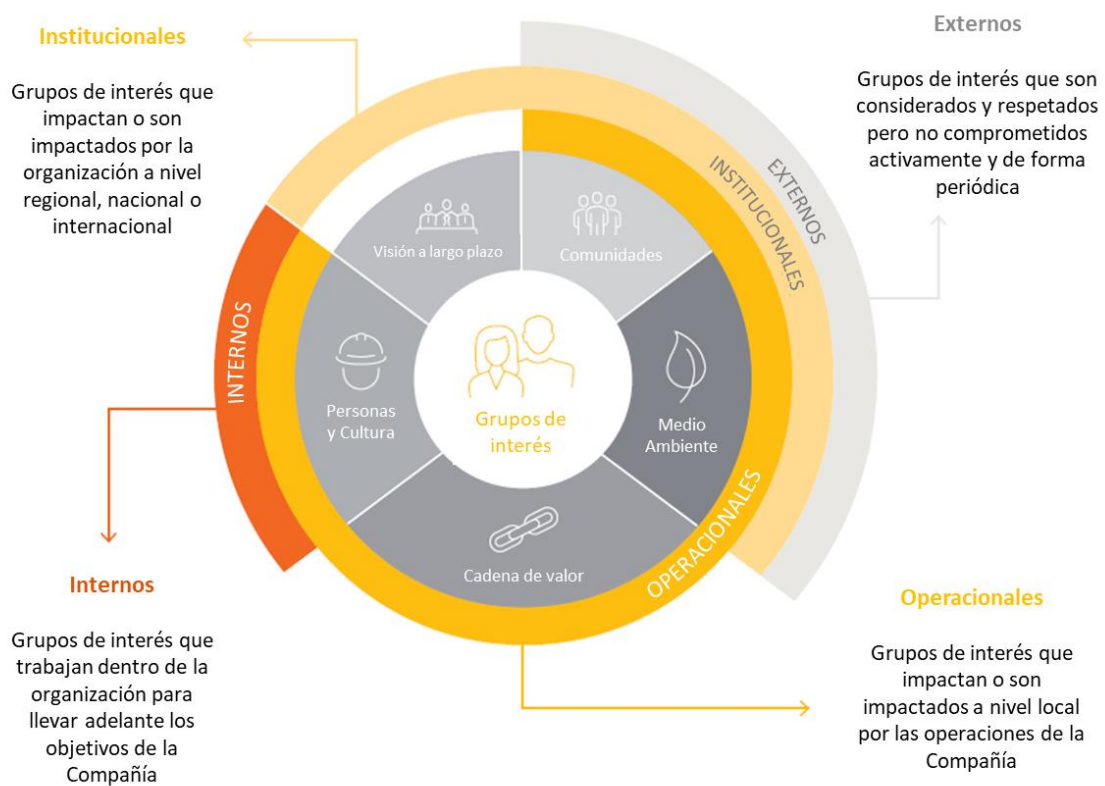 Institucionales
Grupos de interés que
impactan o son
impactados por la
organización a nivel
regional, nacional o
internacional
Externos
Grupos de interés que son
considerados y respetados
pero no comprometidos
activamente y de forma
periódica
EXTERNOS
INSTITUCIONALES
Visión a largo plazo
Comunidades
INTERNOS
Personas
y Cultura
Grupos de
interés
Medio
Ambiente
Cadena de valor
OPERACIONALES
Internos
Grupos de interés que
trabajan dentro de la
organización para
llevar adelante los
objetivos de la
Compañía
Operacionales
Grupos de interés que
impactan o son
impactados a nivel local
por las operaciones de la
Compañía